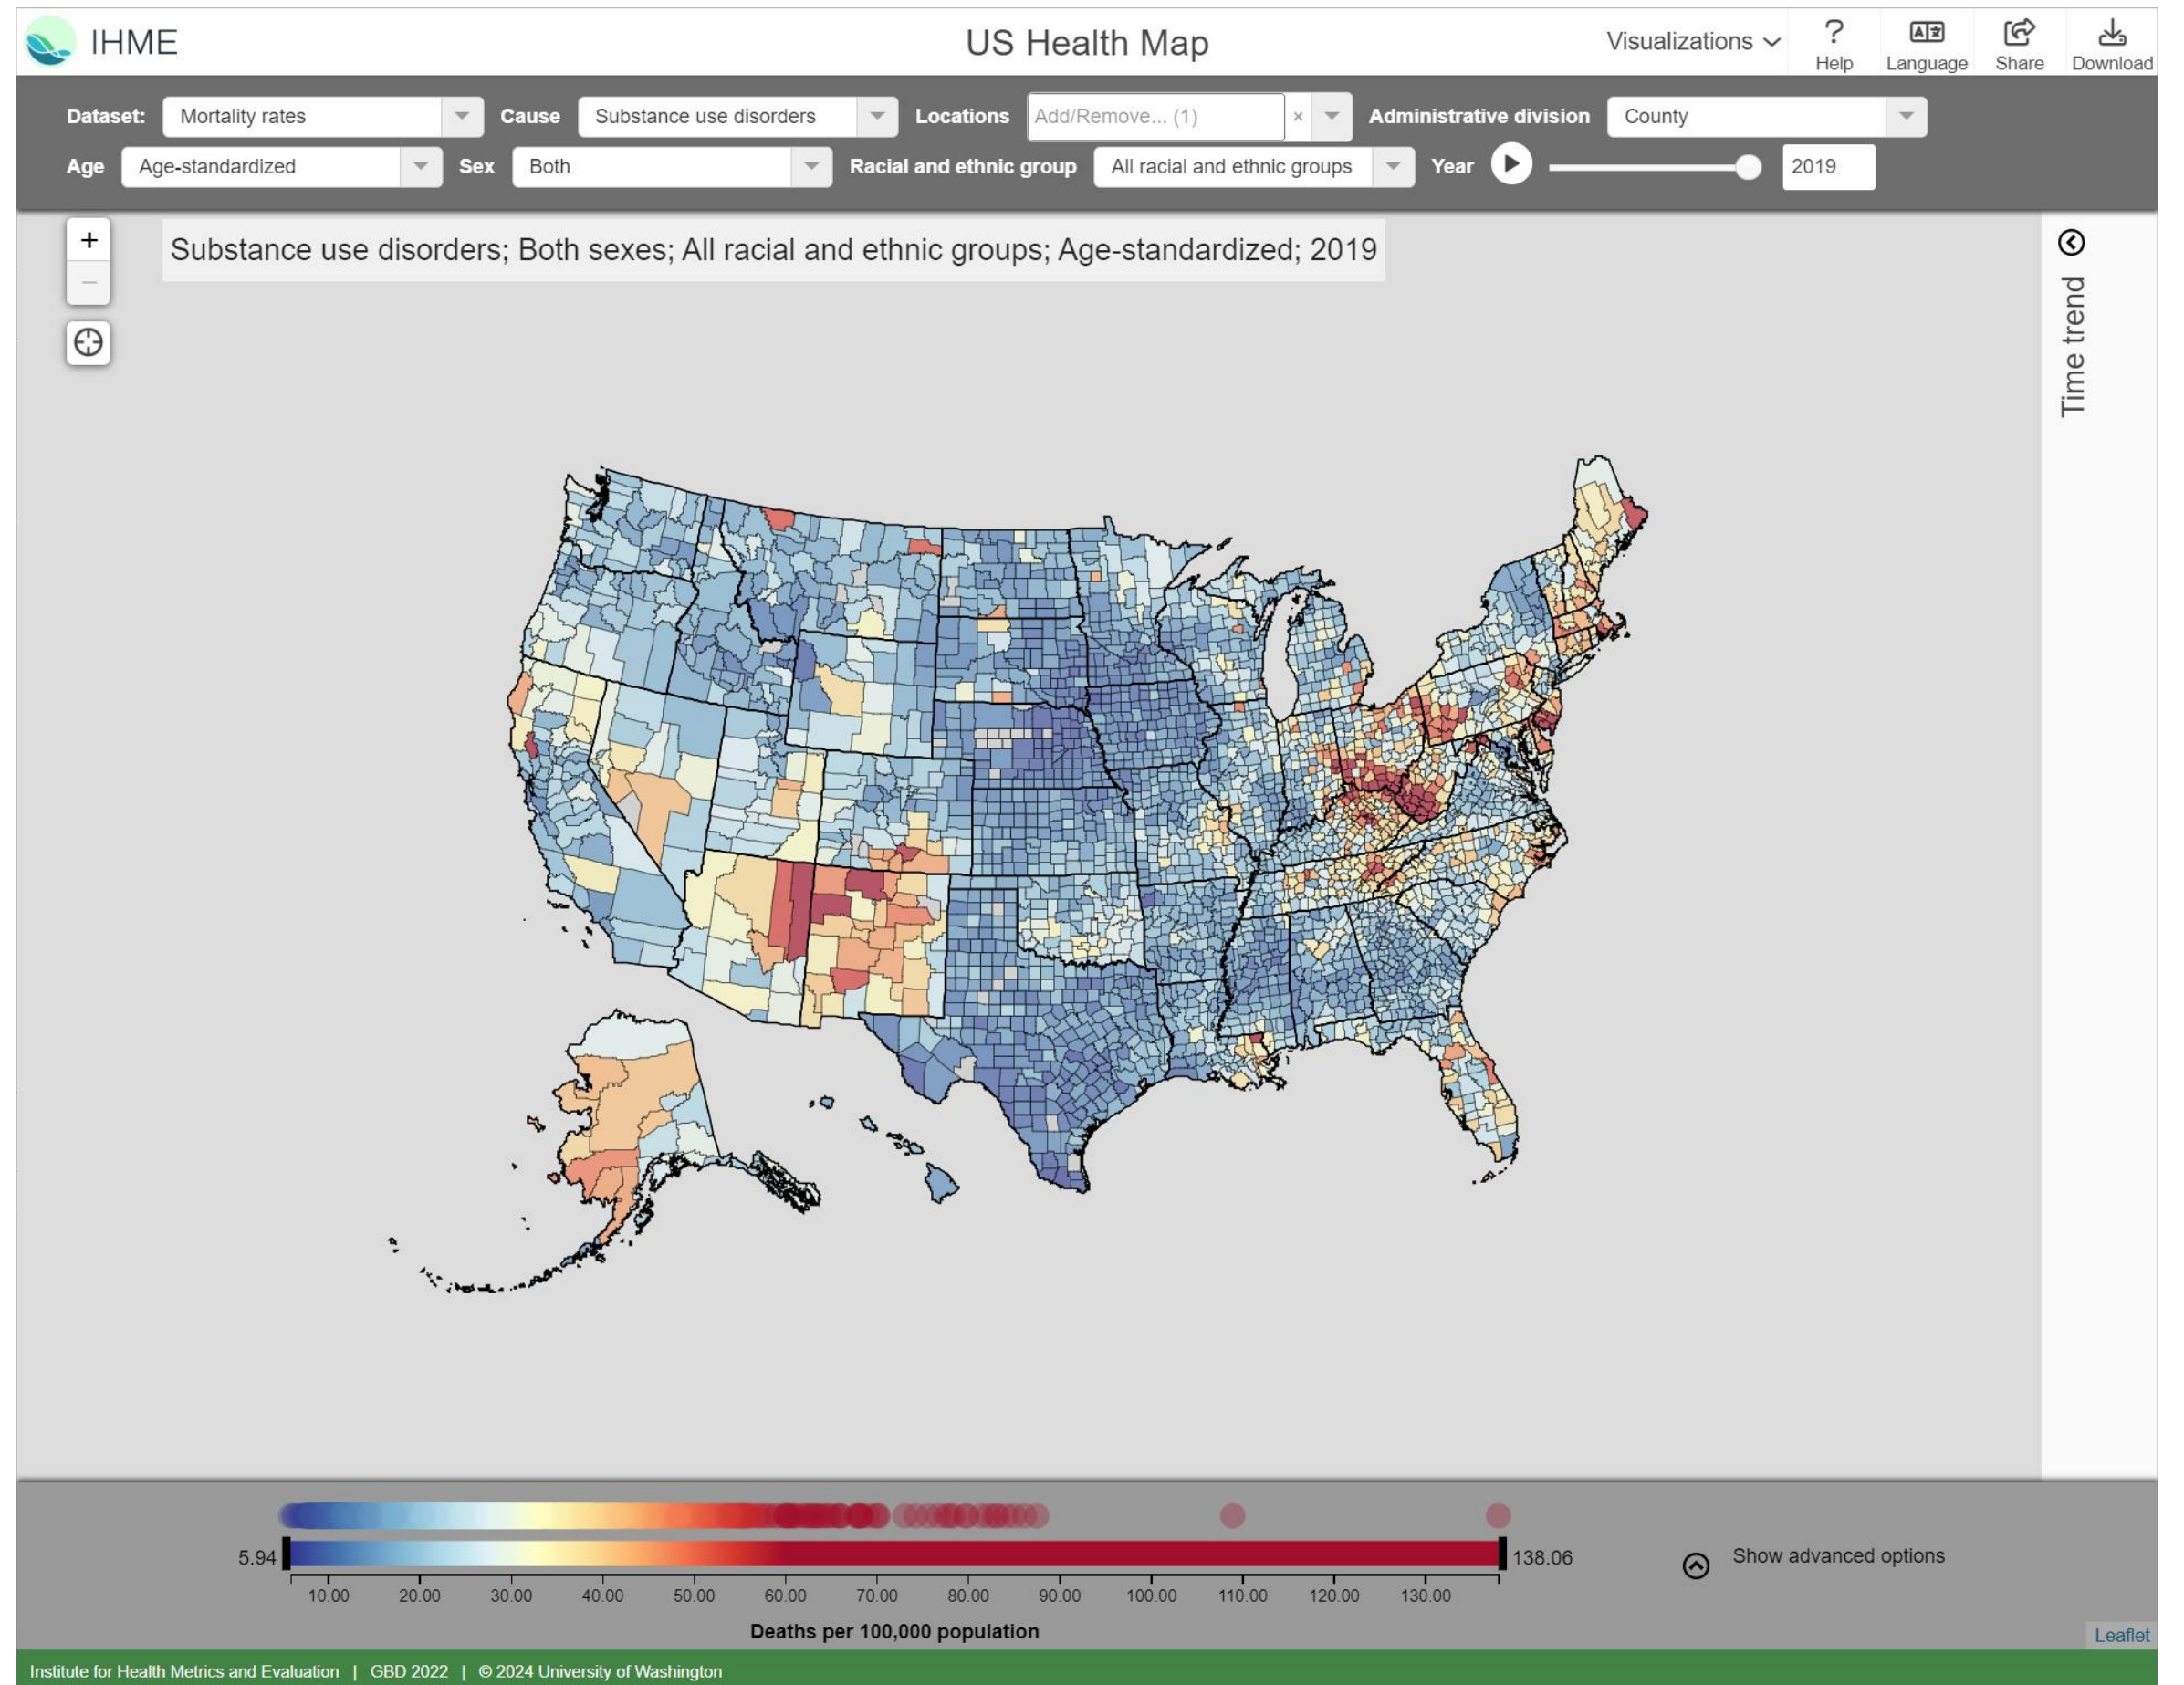 IHME
US Health Map
Visualizations
?
Help
Language
Share
Download
Dataset: Mortality rates Cause Substance use disorders Locations Add/Remove... (1) × Administrative division County
Age Age-standardized Sex Both Racial and ethnic group All racial and ethnic groups Year 2019
+
−
Substance use disorders; Both sexes; All racial and ethnic groups; Age-standardized; 2019
Time trend
5.94
138.06
Show advanced options
10.00 20.00 30.00 40.00 50.00 60.00 70.00 80.00 90.00 100.00 110.00 120.00 130.00
Deaths per 100,000 population
Leaflet
Institute for Health Metrics and Evaluation | GBD 2022 | © 2024 University of Washington